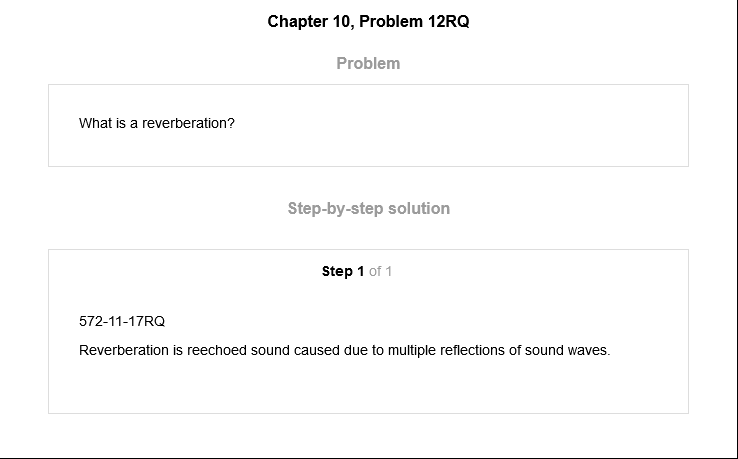 Chapter 10, Problem 12RQ
Problem
What is a reverberation?
Step-by-step solution
Step 1 of 1
572-11-17RQ
Reverberation is reechoed sound caused due to multiple reflections of sound waves.